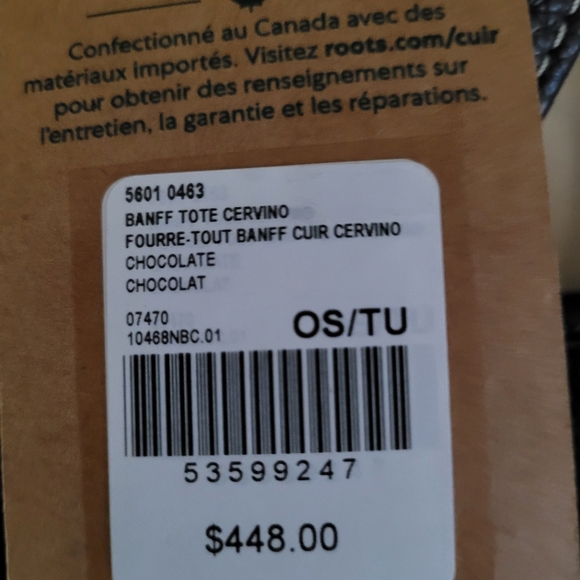 Confectionné au Canada avec des
matériaux importés. Visitez roots.com/cuir
pour obtenir des renseignements sur
l'entretien, la garantie et les réparations.
5601 0463
BANFF TOTE CERVINO
FOURRE-TOUT BANFF CUIR CERVINO
CHOCOLATE
CHOCOLAT
07470
10468NBC.01
OS/TU
53599247
$448.00